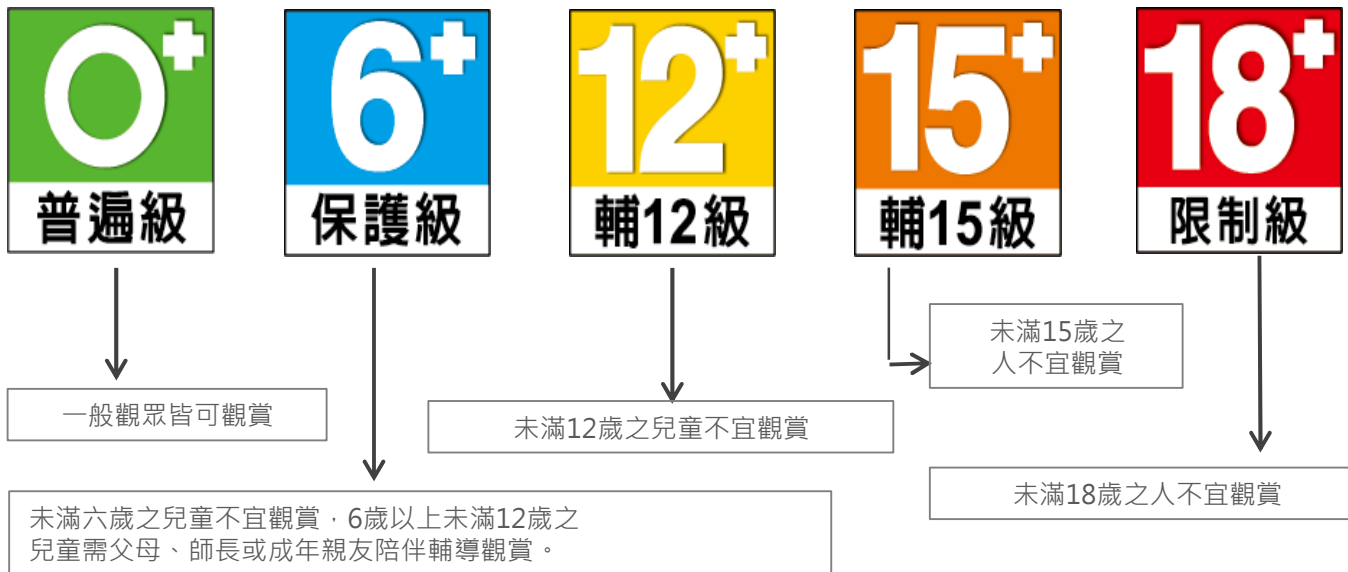 0+
普遍級
6+
保護級
12+
輔12級
15+
輔15級
18+
限制級
一般觀眾皆可觀賞
未滿六歲之兒童不宜觀賞，6歲以上未滿12歲之
兒童需父母、師長或成年親友陪伴輔導觀賞。
未滿12歲之兒童不宜觀賞
未滿15歲之
人不宜觀賞
未滿18歲之人不宜觀賞